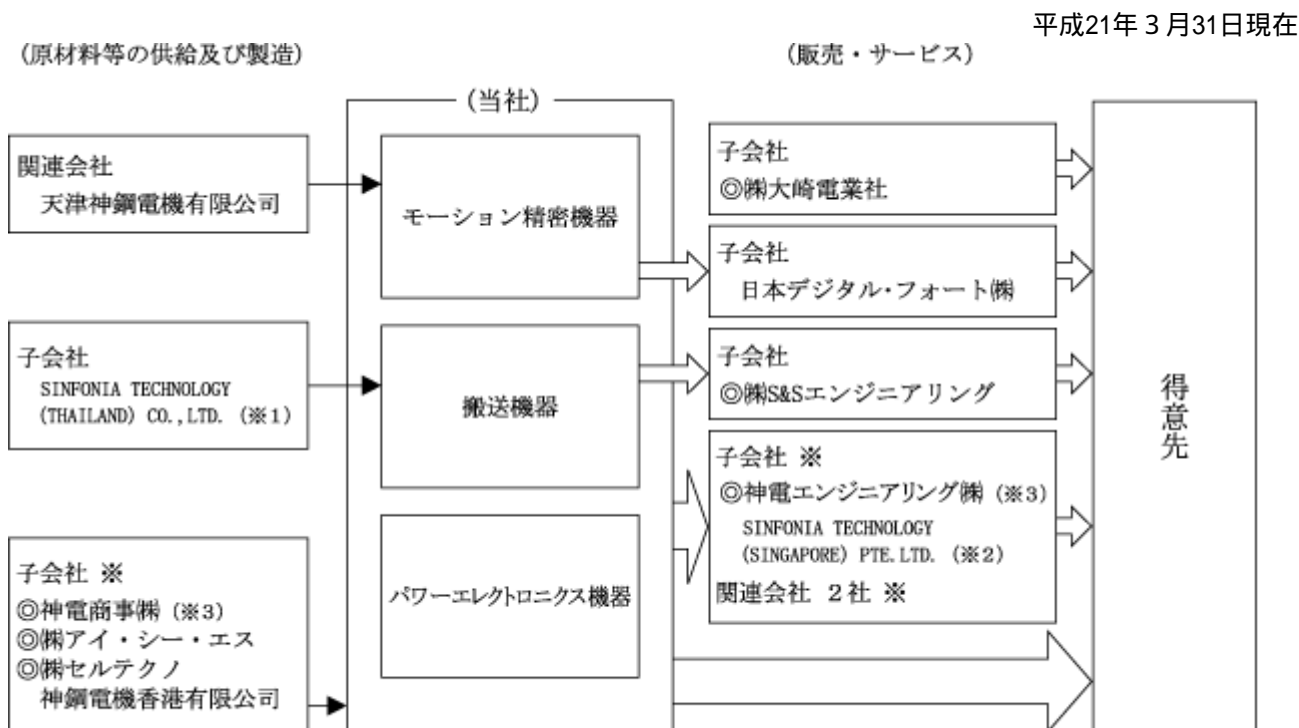 平成21年3月31日現在
(原材料等の供給及び製造)
(販売・サービス)
(当社)
関連会社
天津神鋼電機有限公司
子会社
SINFONIA TECHNOLOGY
(THAILAND) CO.,LTD. (※1)
子会社 ※
◎神電商事㈱ (※3)
◎㈱アイ・シー・エス
◎㈱セルテクノ
神鋼電機香港有限公司
モーション精密機器
搬送機器
パワーエレクトロニクス機器
子会社
◎㈱大崎電業社
子会社
日本デジタル・フォート㈱
子会社
◎㈱S&Sエンジニアリング
子会社 ※
◎神電エンジニアリング㈱ (※3)
SINFONIA TECHNOLOGY
(SINGAPORE) PTE.LTD. (※2)
関連会社 2社 ※
得意先